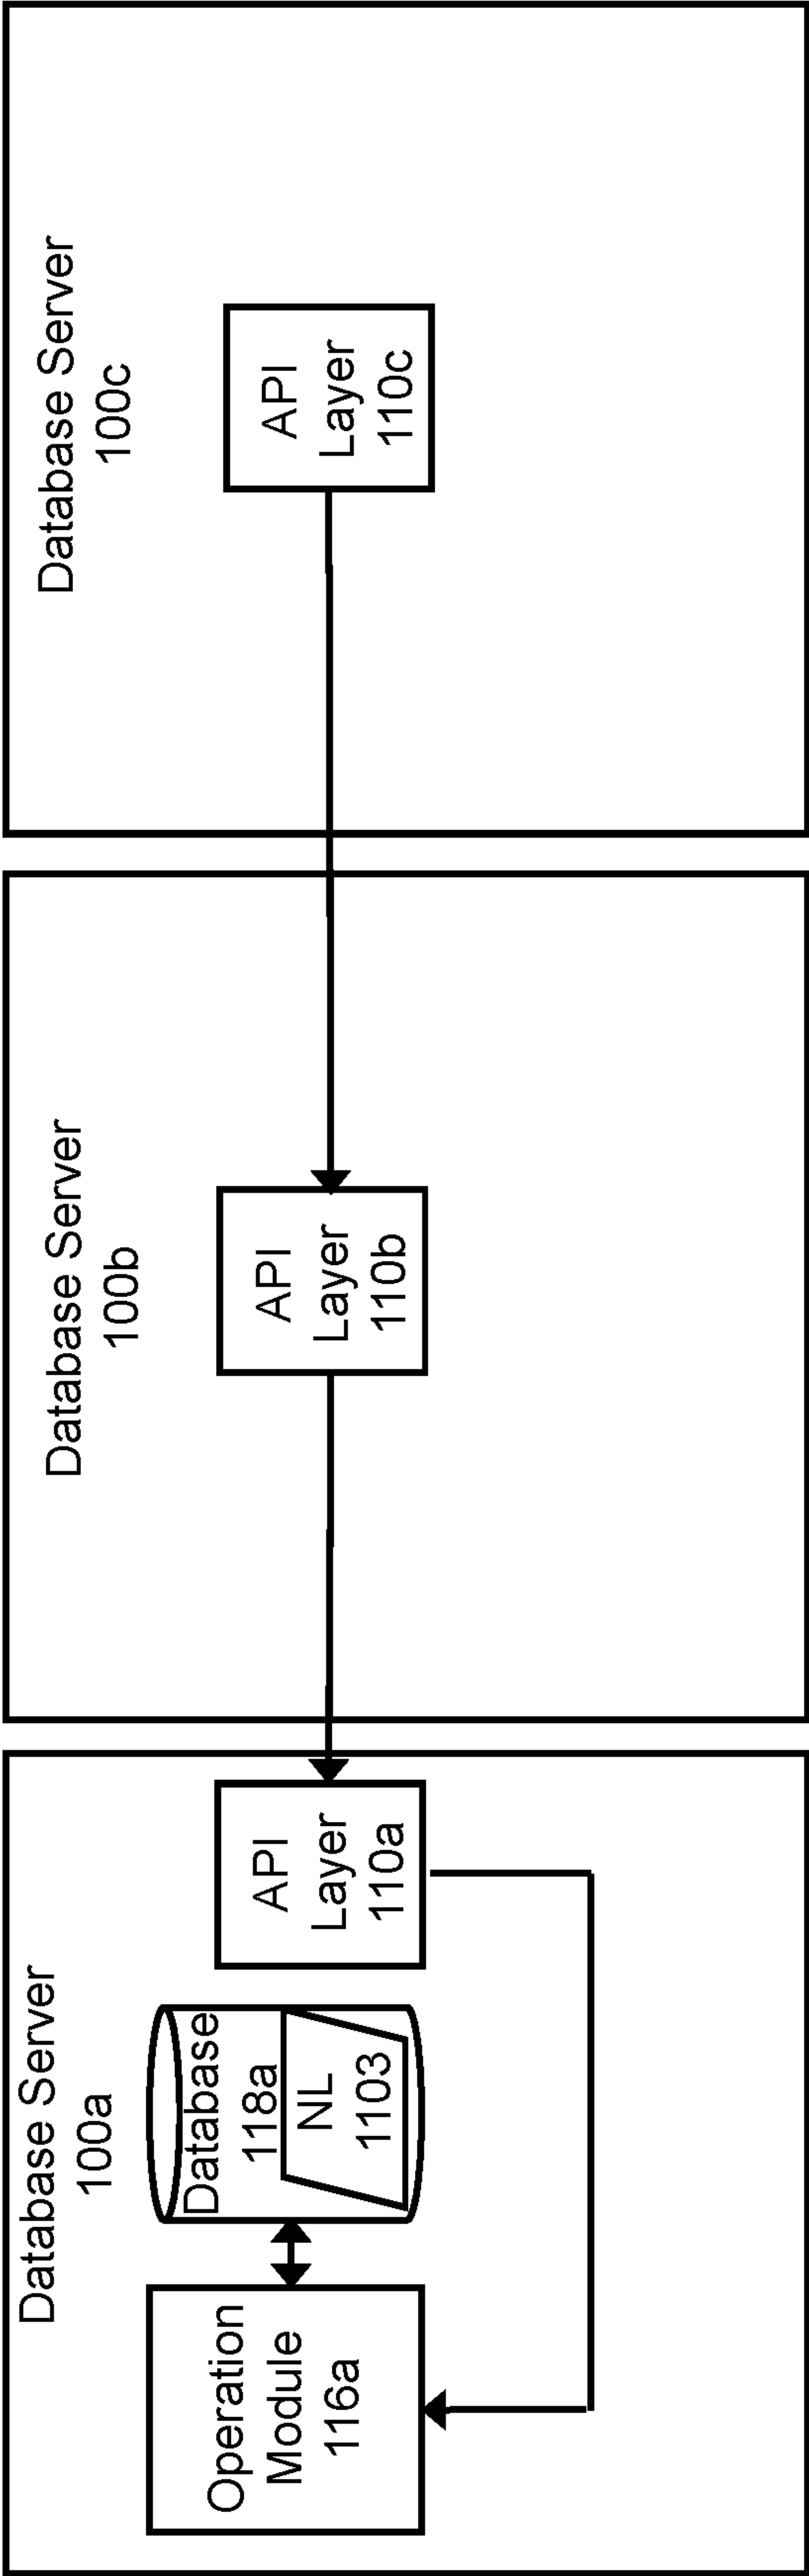 Database Server
100a
Operation
Module
116a
Database
118a
NL
1103
API
Layer
110a
Database Server
100b
API
Layer
110b
Database Server
100c
API
Layer
110c